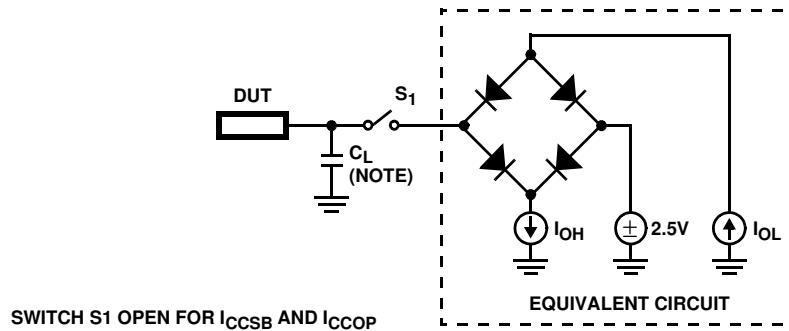 DUT
S1
CL
(NOTE)
IOH
± 2.5V
IOL
EQUIVALENT CIRCUIT
SWITCH S1 OPEN FOR ICCSB AND ICCOP